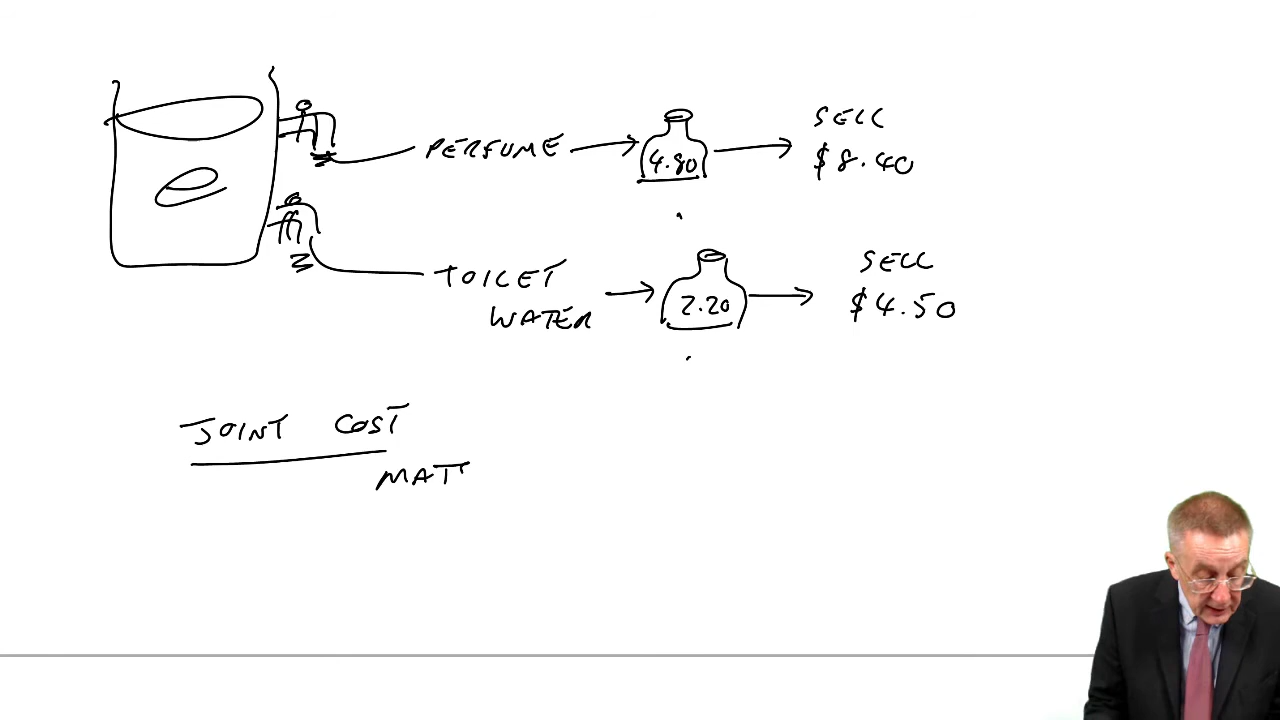 PERFUME
4.80
SELL
$8.40
TOILET
WATER
2.20
SELL
$4.50
JOINT COST
MATT